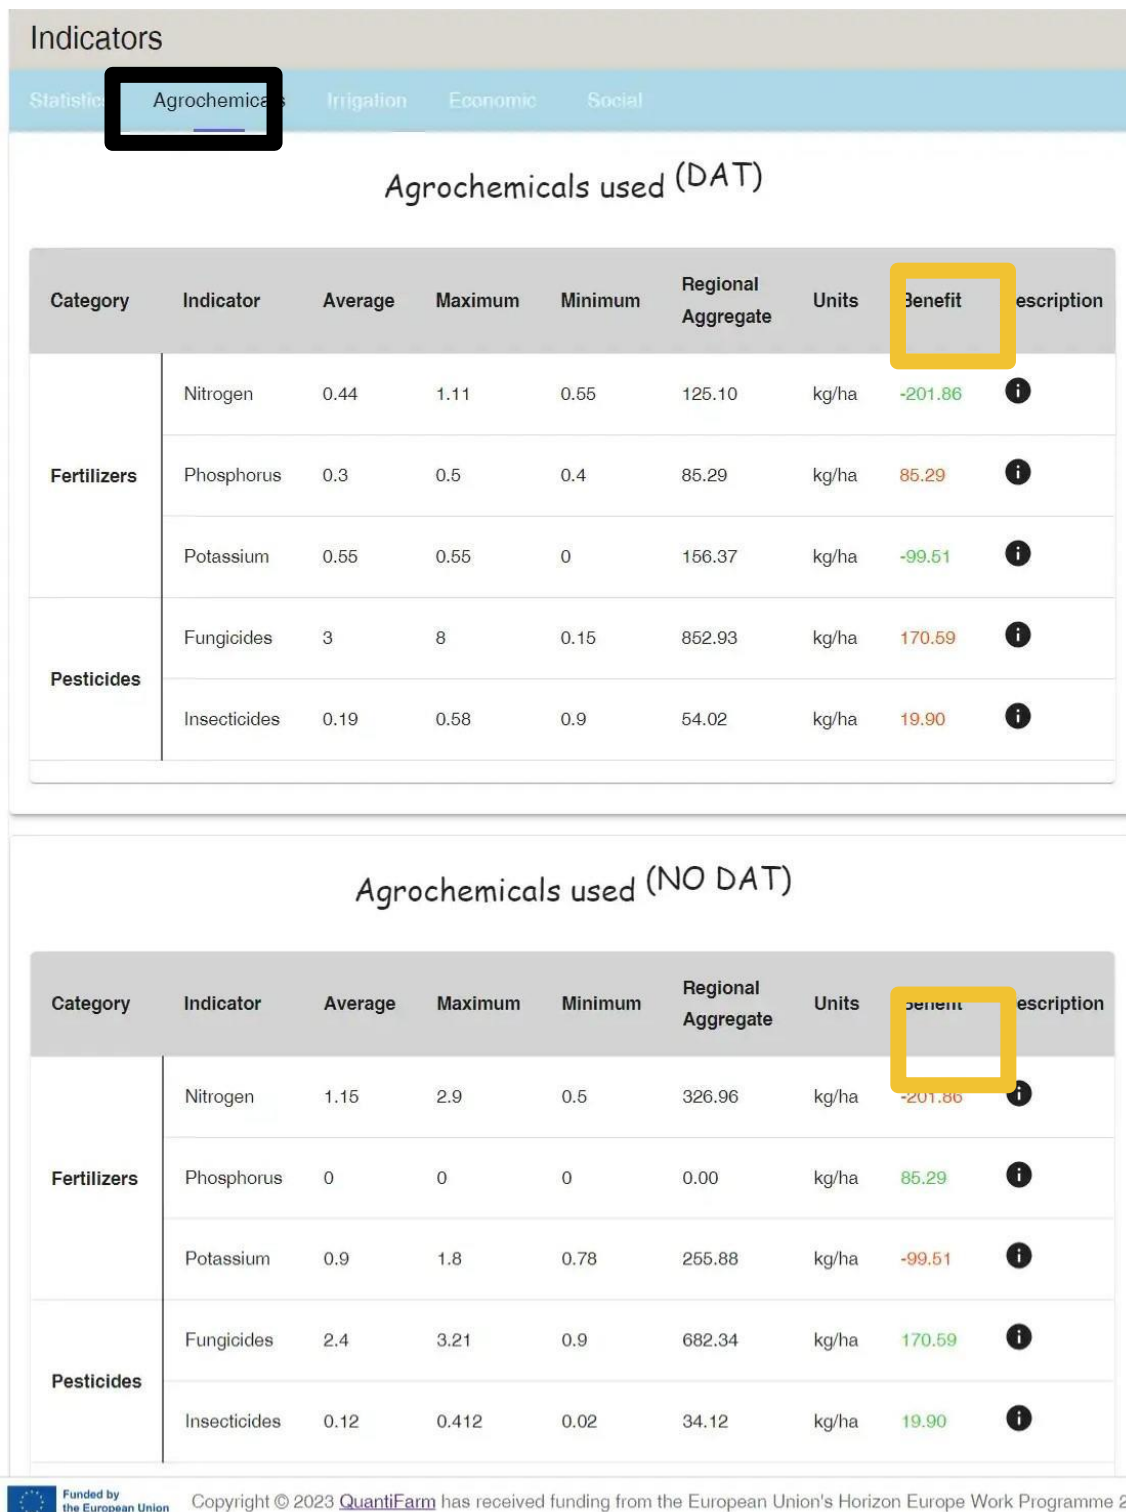 Indicators
Statistics Agrochemicals Irrigation Economic Social
Agrochemicals used (DAT)
Category Indicator Average Maximum Minimum Regional Aggregate Units Benefit Description
Fertilizers
Nitrogen 0.44 1.11 0.55 125.10 kg/ha -201.86
Phosphorus 0.3 0.5 0.4 85.29 kg/ha 85.29
Potassium 0.55 0.55 0 156.37 kg/ha -99.51
Pesticides
Fungicides 3 8 0.15 852.93 kg/ha 170.59
Insecticides 0.19 0.58 0.9 54.02 kg/ha 19.90
Agrochemicals used (NO DAT)
Category Indicator Average Maximum Minimum Regional Aggregate Units Benefit Description
Fertilizers
Nitrogen 1.15 2.9 0.5 326.96 kg/ha -201.86
Phosphorus 0 0 0 0.00 kg/ha 85.29
Potassium 0.9 1.8 0.78 255.88 kg/ha -99.51
Pesticides
Fungicides 2.4 3.21 0.9 682.34 kg/ha 170.59
Insecticides 0.12 0.412 0.02 34.12 kg/ha 19.90
Funded by
the European Union
Copyright © 2023 QuantiFarm has received funding from the European Union's Horizon Europe Work Programme 2